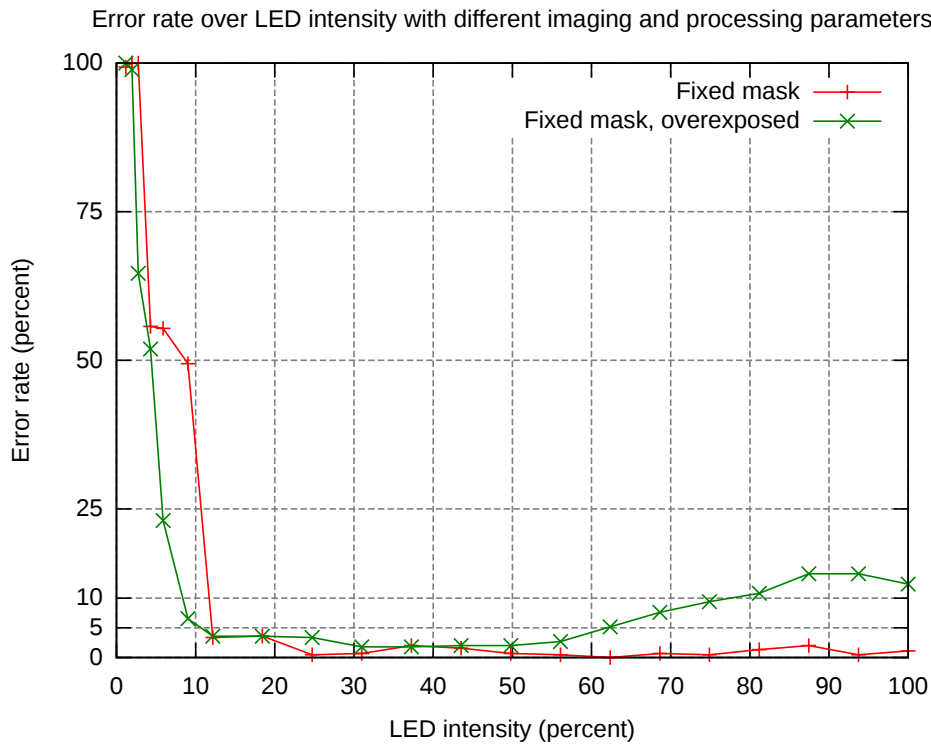 Error rate over LED intensity with different imaging and processing parameters
Fixed mask
Fixed mask, overexposed
Error rate (percent)
100
75
50
25
10
5
0
0 10 20 30 40 50 60 70 80 90 100
LED intensity (percent)